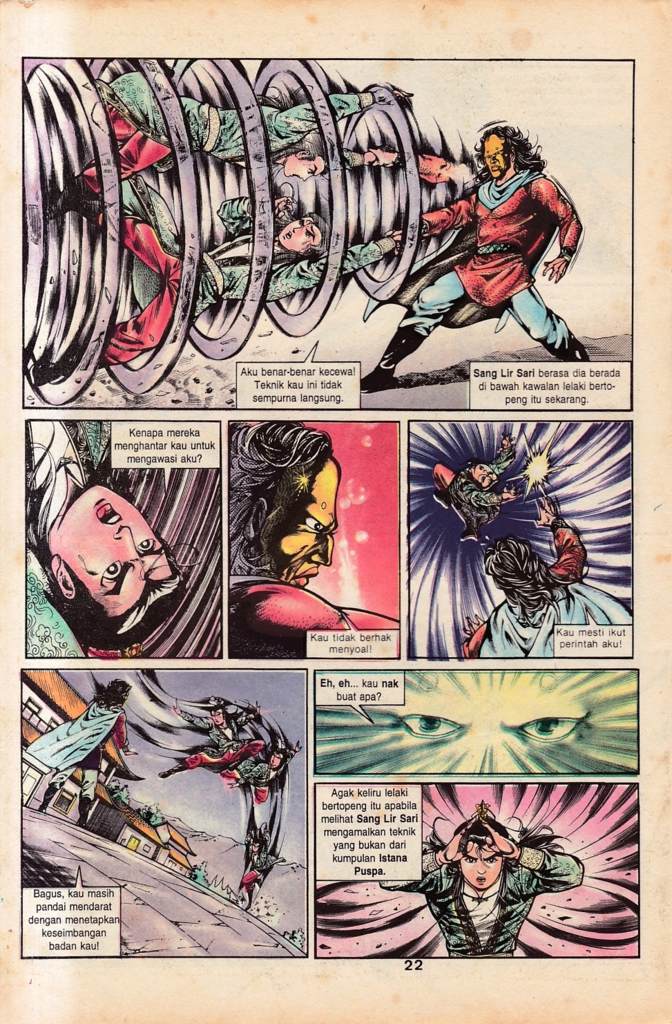 Aku benar-benar kecewa!
Teknik kau ini tidak
sempurna langsung.
Sang Lir Sari berasa dia berada
di bawah kawalan lelaki berto-
peng itu sekarang.
Kenapa mereka
menghantar kau untuk
mengawasi aku?
Kau tidak berhak
menyoal!
Kau mesti ikut
perintah aku!
Bagus, kau masih
pandai mendarat
dengan menetapkan
keseimbangan
badan kau!
Eh, eh... kau nak
buat apa?
Agak keliru lelaki
bertopeng itu apabila
melihat Sang Lir Sari
mengamalkan teknik
yang bukan dari
kumpulan Istana
Puspa.
22